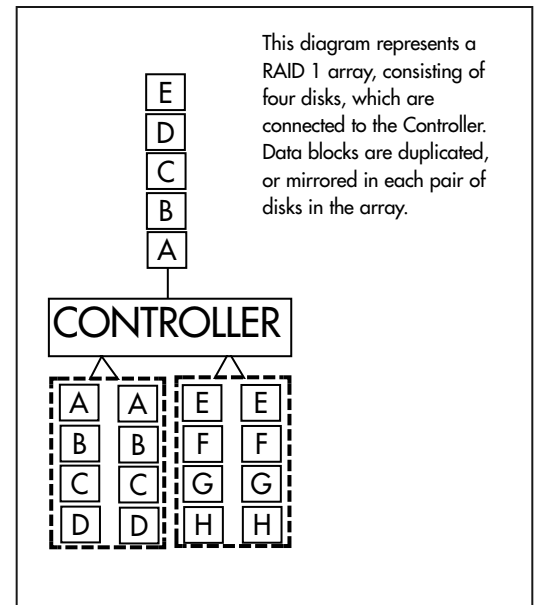 This diagram represents a
RAID 1 array, consisting of
four disks, which are
connected to the Controller.
Data blocks are duplicated,
or mirrored in each pair of
disks in the array.
E
D
C
B
A
CONTROLLER
A A E E
B B F F
C C G G
D D H H